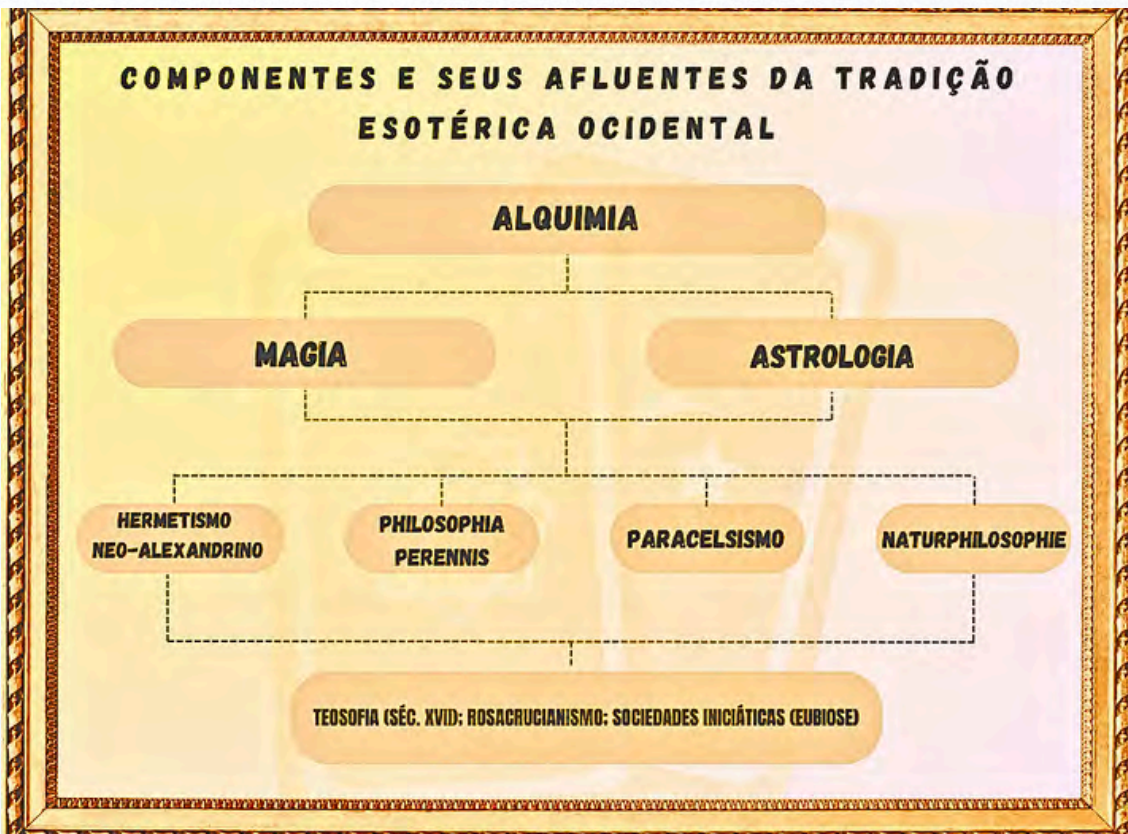 COMPONENTES E SEUS AFLUENTES DA TRADIÇÃO
ESOTÉRICA OCIDENTAL
ALQUIMIA
MAGIA
ASTROLOGIA
HERMETISMO
NEO-ALEXANDRINO
PHILOSOPHIA
PERENNIS
PARACELSISMO
NATURPHILOSOPHIE
TEOSOFIA (SÉC. XVII); ROSACRUCIANISMO; SOCIEDADES INICIÁTICAS (EUBIOSE)